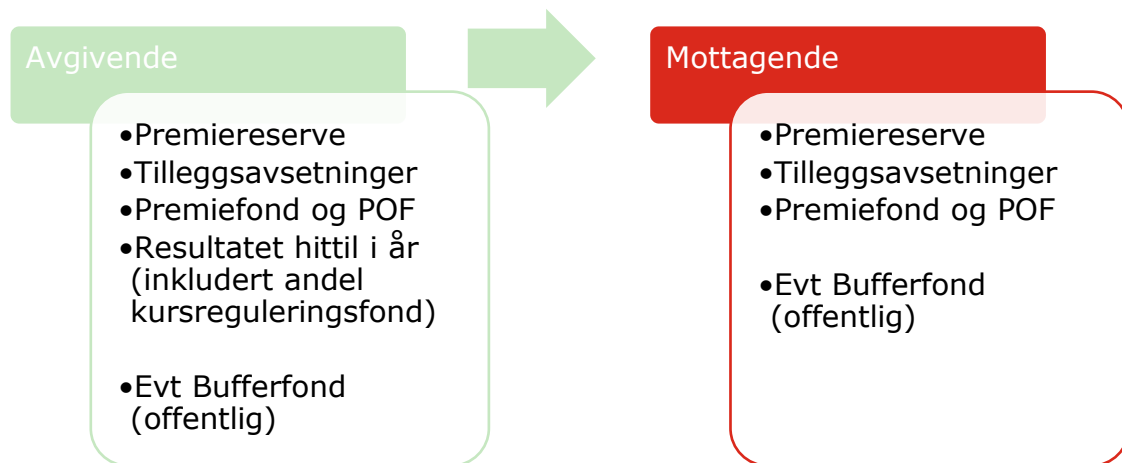 Avgivende
•Premiereserve
•Tilleggsavsetninger
•Premiefond og POF
•Resultatet hittil i år
(inkludert andel
kursreguleringsfond)
•Evt Bufferfond
(offentlig)
Mottagende
•Premiereserve
•Tilleggsavsetninger
•Premiefond og POF
•Evt Bufferfond
(offentlig)